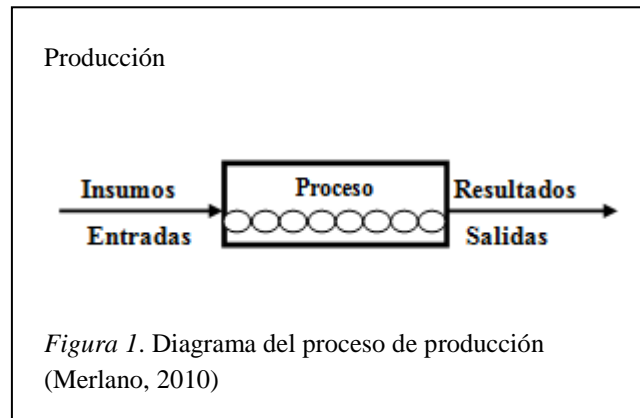 Producción
Insumos
Proceso
Resultados
Entradas
Salidas
Figura 1. Diagrama del proceso de producción
(Merlano, 2010)